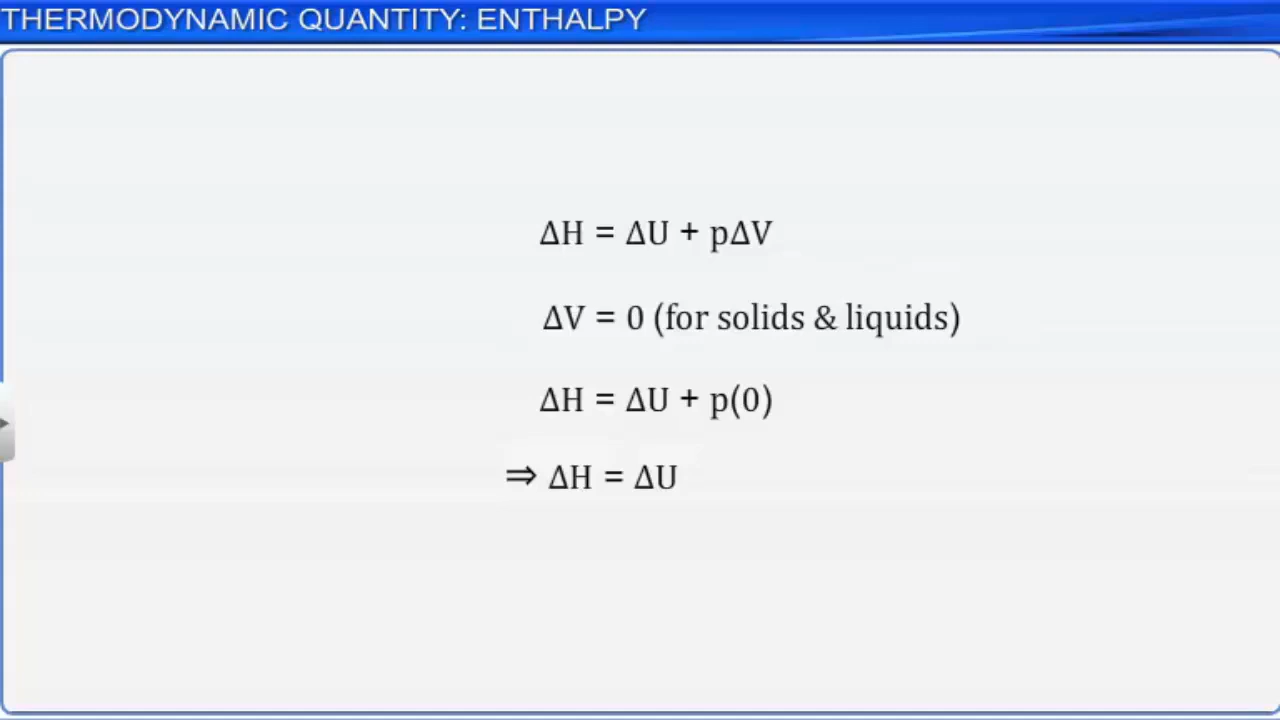 THERMODYNAMIC QUANTITY: ENTHALPY
ΔH = ΔU + pΔV
ΔV = 0 (for solids & liquids)
ΔH = ΔU + p(0)
⇒ ΔH = ΔU